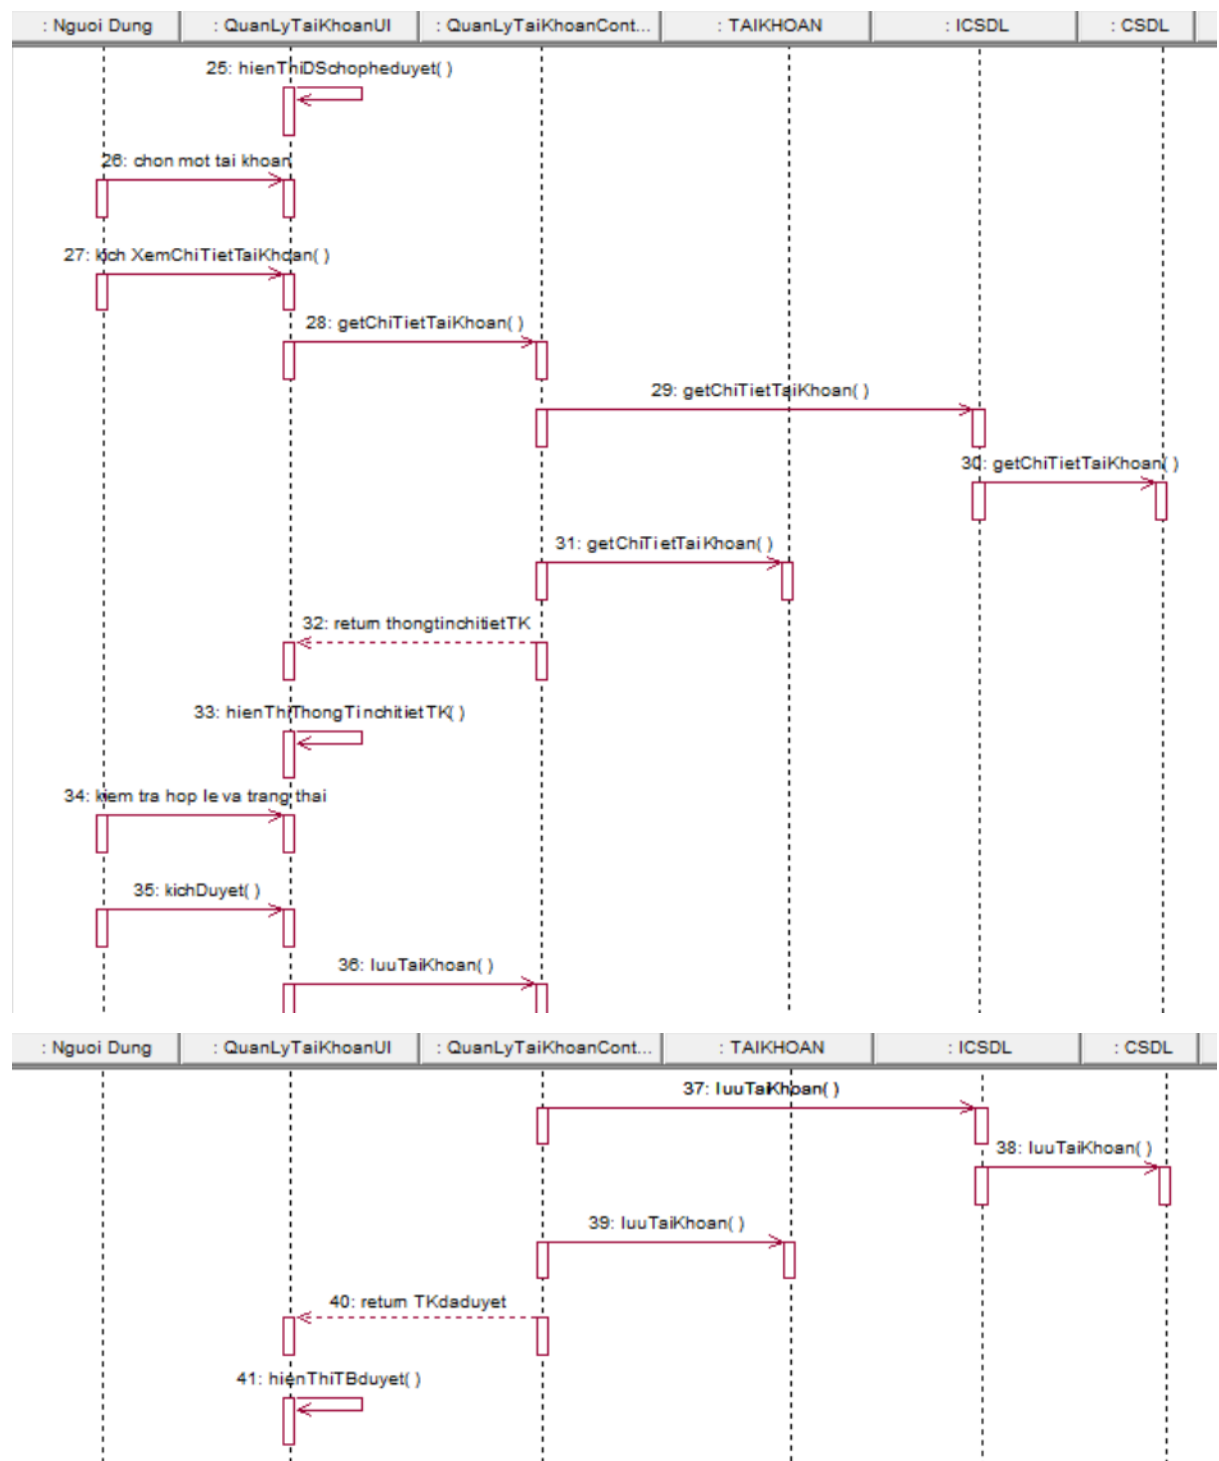 : Nguoi Dung : QuanLyTaiKhoanUI : QuanLyTaiKhoanCont... : TAIKHOAN : ICSDL : CSDL
25: hienThiDSchopheduyet( )
26: chon mot tai khoan
27: kich XemChiTietTaiKhoan( )
28: getChiTietTaiKhoan( )
29: getChiTietTaiKhoan( )
30: getChiTietTaiKhoan( )
31: getChiTietTaiKhoan( )
32: return thongtinchitietTK
33: hienThiThongTinchitietTK( )
34: kiem tra hop le va trang thai
35: kichDuyet( )
36: luuTaiKhoan( )
: Nguoi Dung : QuanLyTaiKhoanUI : QuanLyTaiKhoanCont... : TAIKHOAN : ICSDL : CSDL
37: luuTaiKhoan( )
38: luuTaiKhoan( )
39: luuTaiKhoan( )
40: return TKdaduyet
41: hienThiTBduyet( )